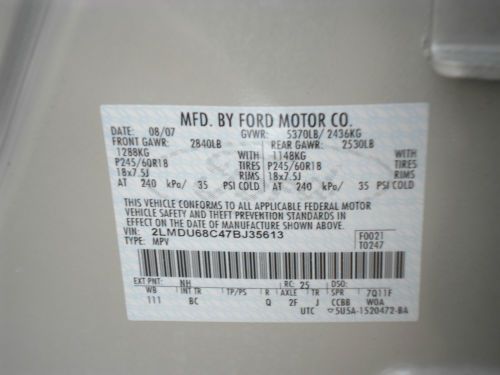 MFD. BY FORD MOTOR CO.
DATE: 08/07 GVWR: 5370LB/ 2436KG
FRONT GAWR: 2840LB REAR GAWR: 2530LB
1288KG WITH 1148KG WITH
P245/60R18 TIRES P245/60R18 TIRES
18x7.5J RIMS 18x7.5J RIMS
AT 240 kPa/ 35 PSI COLD AT 240 kPa/ 35 PSI COLD
THIS VEHICLE CONFORMS TO ALL APPLICABLE FEDERAL MOTOR
VEHICLE SAFETY AND THEFT PREVENTION STANDARDS IN
EFFECT ON THE DATE OF MANUFACTURE SHOWN ABOVE.
VIN: 2LMDU68C47BJ35613 F0021
TYPE: MPV T0247
EXT PNT: NH RC: 25 DSO:
WB INT TR TP/PS R AXLE TR SPR 7Q11F
111 BC Q 2F J CCBB WOA
UTC ▽5U5A-1520472-BA